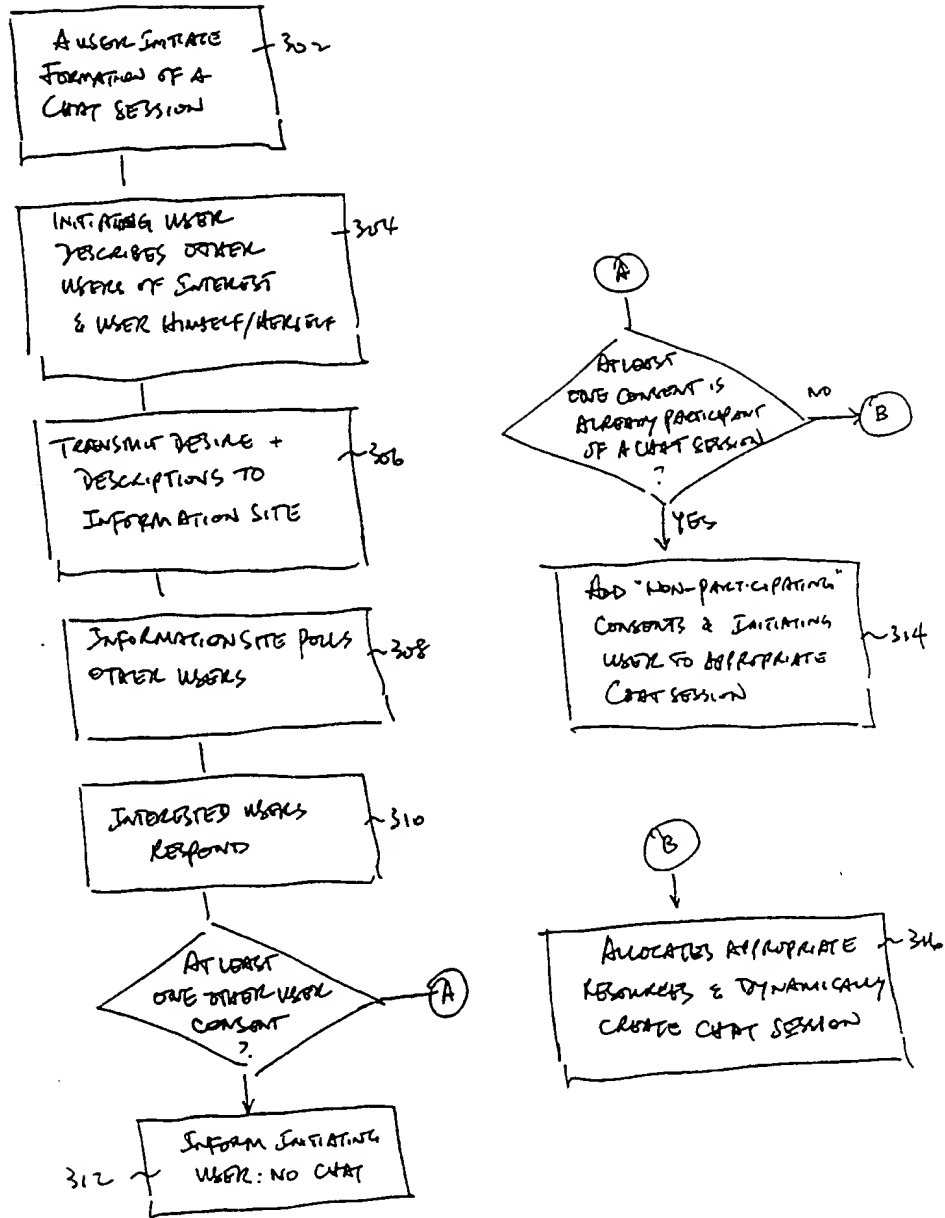 A USER INITIATE
FORMATION OF A
CHAT SESSION
302
INITIATING USER
DESCRIBES OTHER
USERS OF INTEREST
& USER HIMSELF/HERSELF
304
TRANSMIT DESIRE +
DESCRIPTIONS TO
INFORMATION SITE
306
INFORMATION SITE POLLS
OTHER USERS
308
INTERESTED USERS
RESPOND
310
AT LEAST
ONE OTHER USER
CONSENT
?
A
INFORM INITIATING
USER: NO CHAT
312
A
AT LEAST
ONE CONSENT IS
ALREADY PARTICIPANT
OF A CHAT SESSION
?
NO
B
YES
ADD "NON-PARTICIPATING"
CONSENTS & INITIATING
USER TO APPROPRIATE
CHAT SESSION
314
B
ALLOCATES APPROPRIATE
RESOURCES & DYNAMICALLY
CREATE CHAT SESSION
316